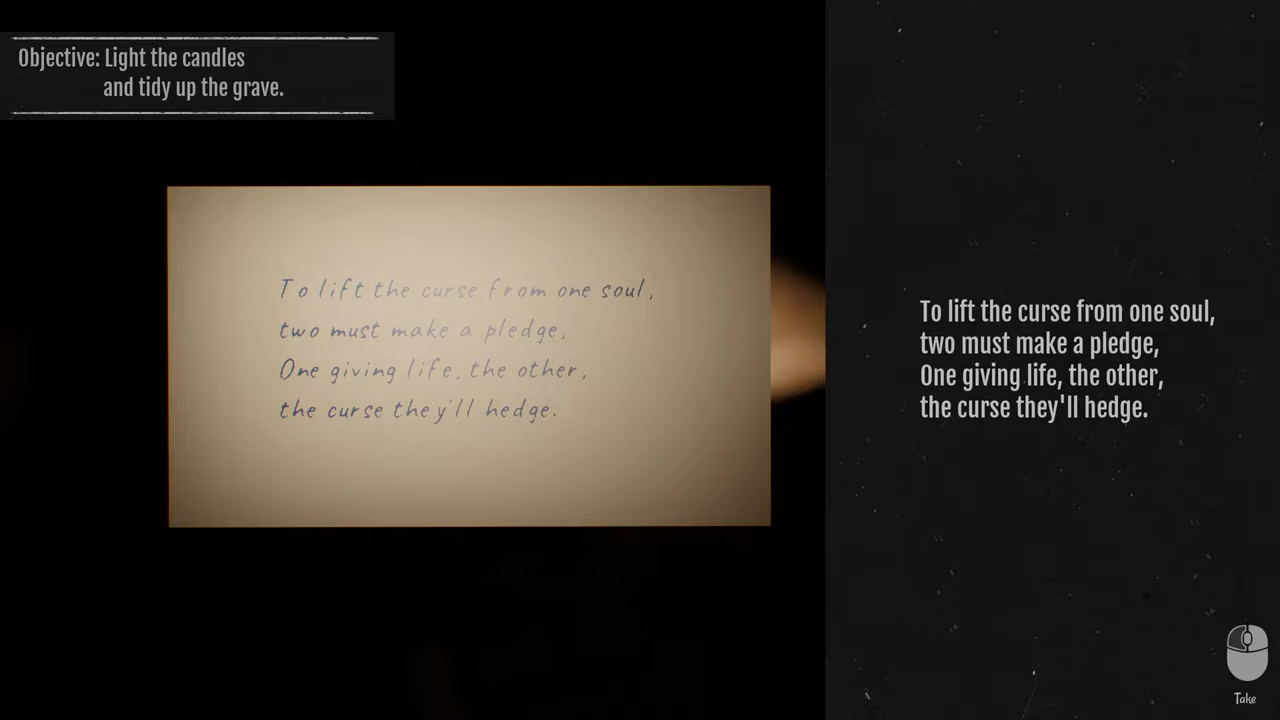 Objective: Light the candles
and tidy up the grave.
To lift the curse from one soul,
two must make a pledge,
One giving life, the other,
the curse they'll hedge.
To lift the curse from one soul,
two must make a pledge,
One giving life, the other,
the curse they'll hedge.
Take